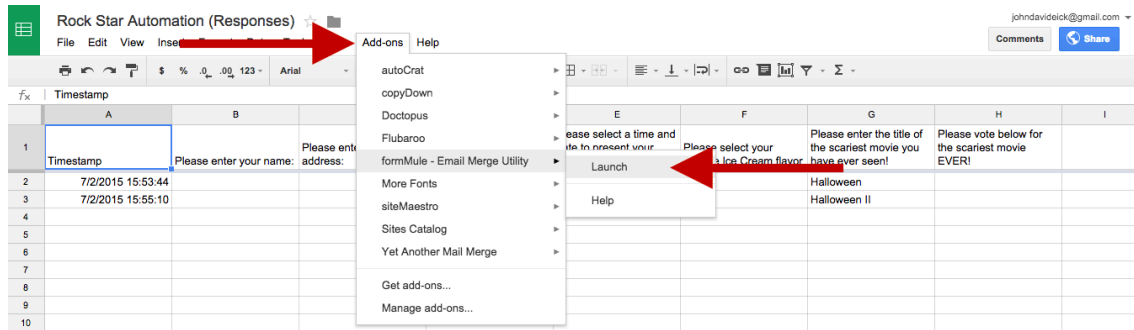 Rock Star Automation (Responses)
johndavideick@gmail.com
File Edit View Add-ons Help
Comments Share
$ % .0 .00 123 Arial
Timestamp
A B E F G H I
1 Timestamp Please enter your name: Please address: select a time and to present your Please select your Ice Cream flavor Please enter the title of the scariest movie you have ever seen! Please vote below for the scariest movie EVER!
2 7/2/2015 15:53:44 Halloween
3 7/2/2015 15:55:10 Halloween II
4
5
6
7
8
9
10
autoCrat
copyDown
Doctopus
Flubaroo
formMule - Email Merge Utility
Launch
More Fonts
Help
siteMaestro
Sites Catalog
Yet Another Mail Merge
Get add-ons...
Manage add-ons...